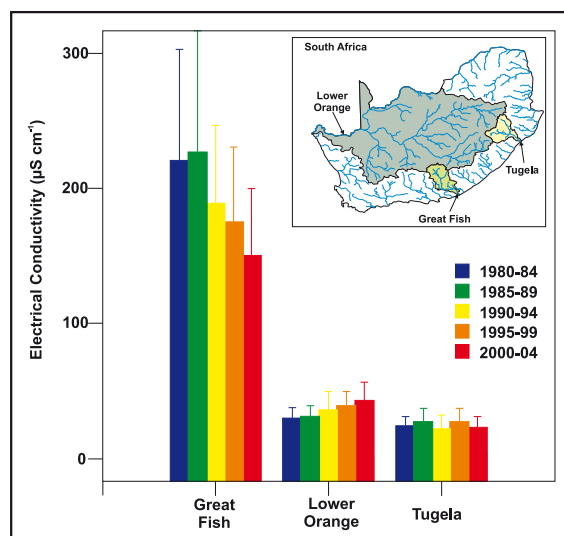 Electrical Conductivity (µS cm⁻¹)
300
200
100
0
South Africa
Lower
Orange
Tugela
Great Fish
1980-84
1985-89
1990-94
1995-99
2000-04
Great
Fish
Lower
Orange
Tugela